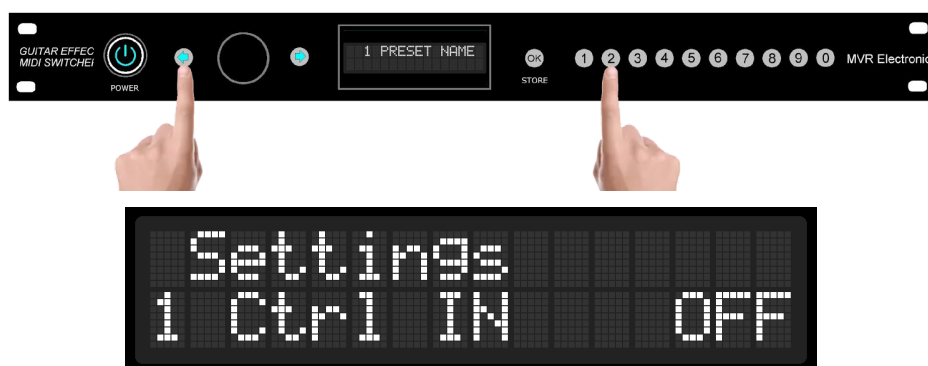 GUITAR EFFEC
MIDI SWITCHER
POWER
1 PRESET NAME
OK
STORE
1 2 3 4 5 6 7 8 9 0
MVR Electronic
Settings
1 Ctrl IN OFF